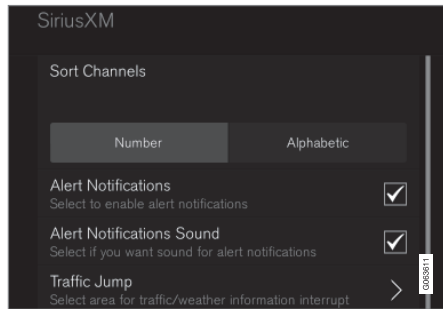 SiriusXM
Sort Channels
Number
Alphabetic
Alert Notifications
Select to enable alert notifications
Alert Notifications Sound
Select if you want sound for alert notifications
Traffic Jump
Select area for traffic/weather information interrupt
G063611